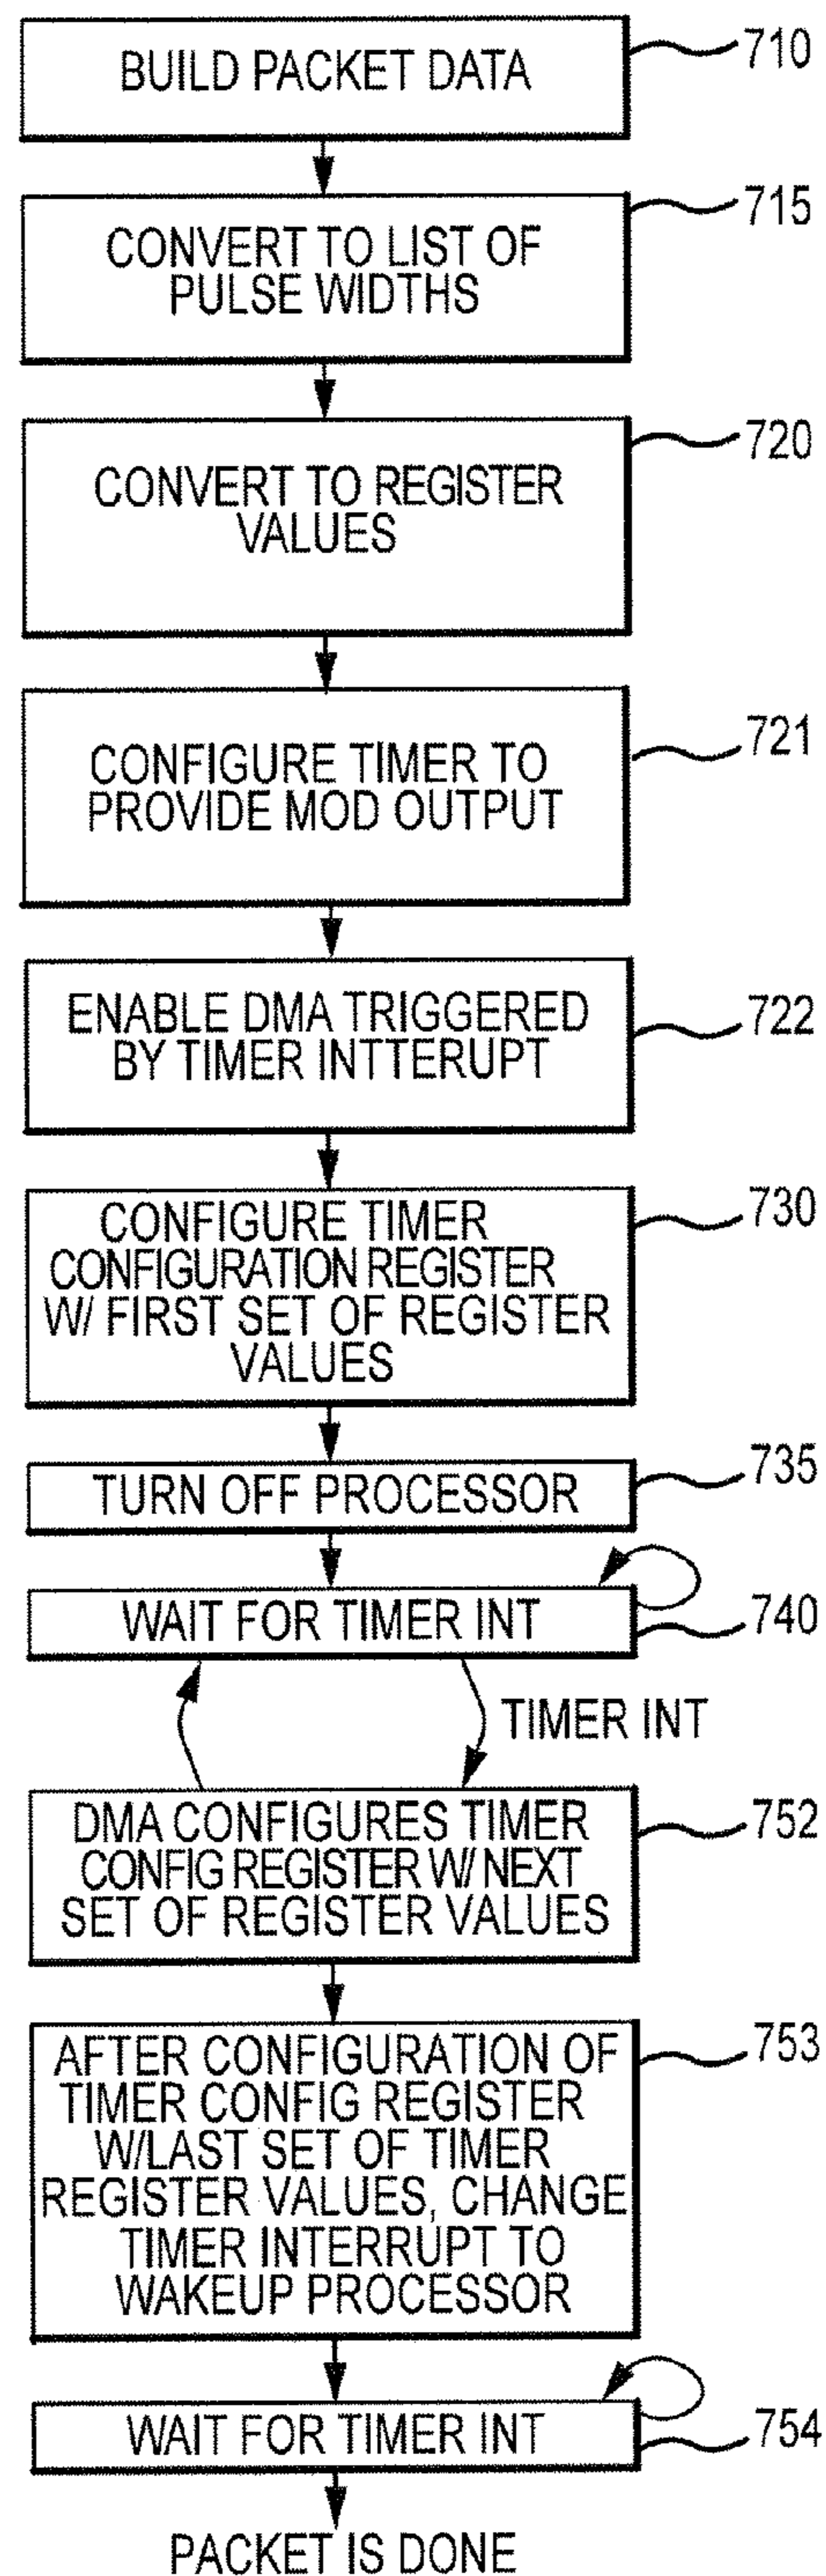 BUILD PACKET DATA
710
CONVERT TO LIST OF
PULSE WIDTHS
715
CONVERT TO REGISTER
VALUES
720
CONFIGURE TIMER TO
PROVIDE MOD OUTPUT
721
ENABLE DMA TRIGGERED
BY TIMER INTTERUPT
722
CONFIGURE TIMER
CONFIGURATION REGISTER
W/ FIRST SET OF REGISTER
VALUES
730
TURN OFF PROCESSOR
735
WAIT FOR TIMER INT
740
TIMER INT
DMA CONFIGURES TIMER
CONFIG REGISTER W/ NEXT
SET OF REGISTER VALUES
752
AFTER CONFIGURATION OF
TIMER CONFIG REGISTER
W/LAST SET OF TIMER
REGISTER VALUES, CHANGE
TIMER INTERRUPT TO
WAKEUP PROCESSOR
753
WAIT FOR TIMER INT
754
PACKET IS DONE